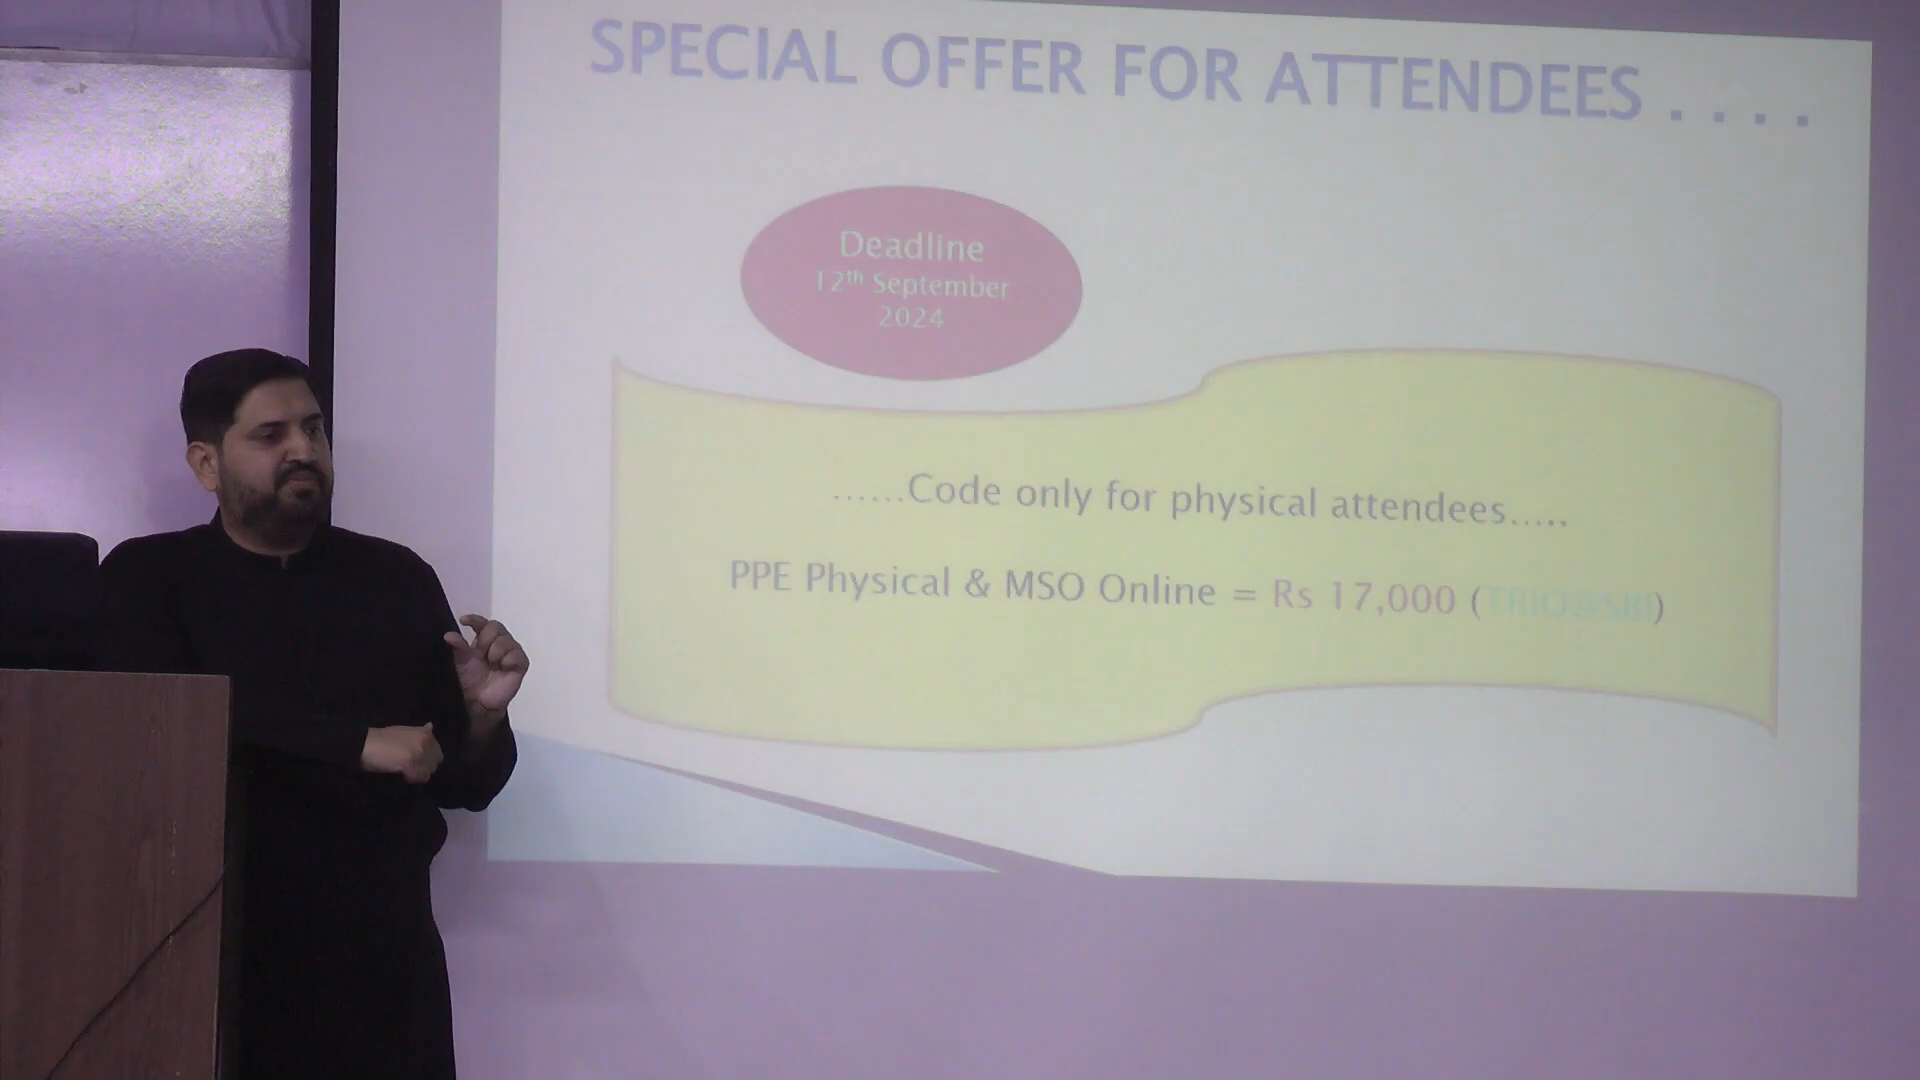 SPECIAL OFFER FOR ATTENDEES . . . .
Deadline
12th September
2024
......Code only for physical attendees.....
PPE Physical & MSO Online = Rs 17,000 (
)